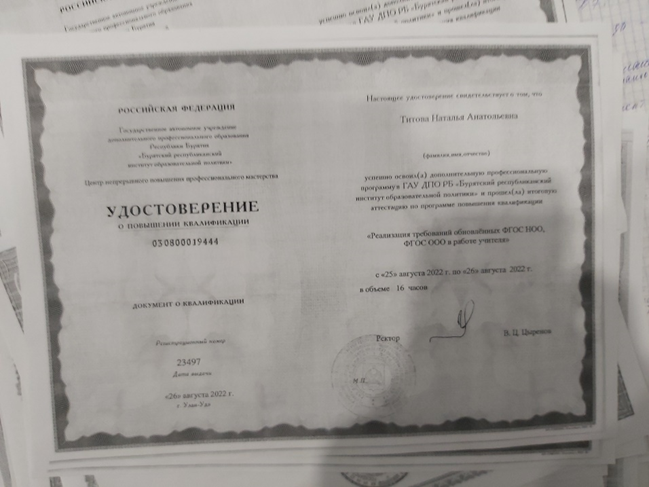 РОССИЙСКАЯ ФЕДЕРАЦИЯ
Государственное автономное учреждение
дополнительного профессионального образования
Республики Бурятия
«Бурятский республиканский
институт образовательной политики»
Центр непрерывного повышения профессионального мастерства
УДОСТОВЕРЕНИЕ
О ПОВЫШЕНИИ КВАЛИФИКАЦИИ
030800019444
ДОКУМЕНТ О КВАЛИФИКАЦИИ
Регистрационный номер
23497
Дата выдачи
«26» августа 2022 г.
г. Улан-Удэ
Настоящее удостоверение свидетельствует о том, что
Титова Наталья Анатольевна
(фамилия имя отчество)
успешно освоил(а) дополнительную профессиональную
программу в ГАУ ДПО РБ «Бурятский республиканский
институт образовательной политики» и прошел(ла) итоговую
аттестацию по программе повышения квалификации
«Реализация требований обновлённых ФГОС НОО,
ФГОС ООО в работе учителя»
с «25» августа 2022 г. по «26» августа 2022 г.
в объеме 16 часов
Ректор
В. Ц. Цыренов
М.П.